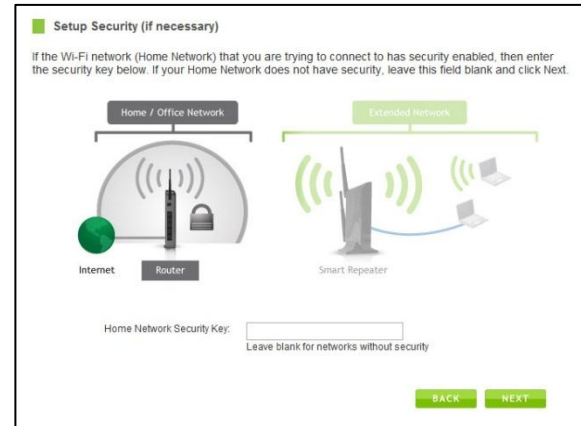 Setup Security (if necessary)
If the Wi-Fi network (Home Network) that you are trying to connect to has security enabled, then enter
the security key below. If your Home Network does not have security, leave this field blank and click Next.
Home / Office Network
Extended Network
Internet
Router
Smart Repeater
Home Network Security Key:
Leave blank for networks without security
BACK
NEXT